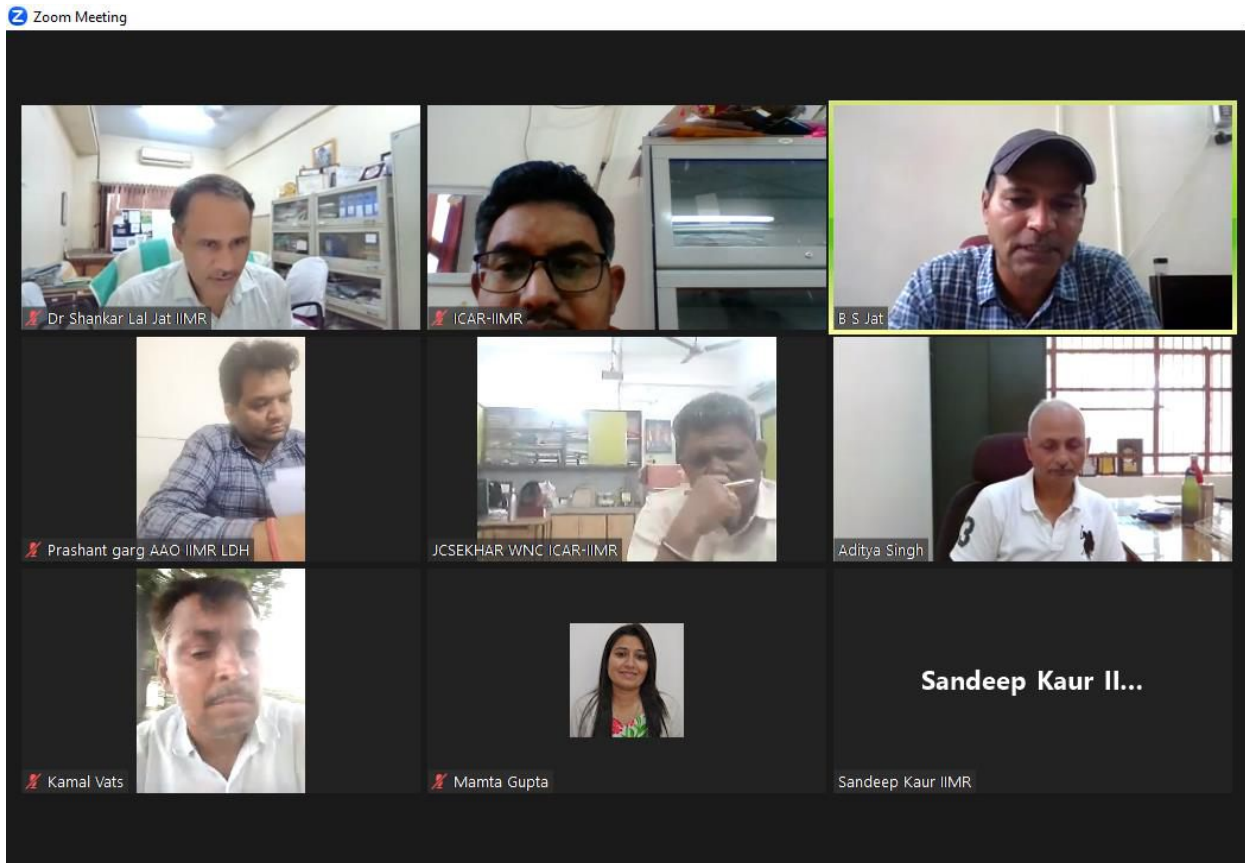 Zoom Meeting
Dr Shankar Lal Jat IIMR
ICAR-IIMR
B S Jat
Prashant garg AAO IIMR LDH
JCSEKHAR WNC ICAR-IIMR
Aditya Singh
3
Kamal Vats
Mamta Gupta
Sandeep Kaur II...
Sandeep Kaur IIMR